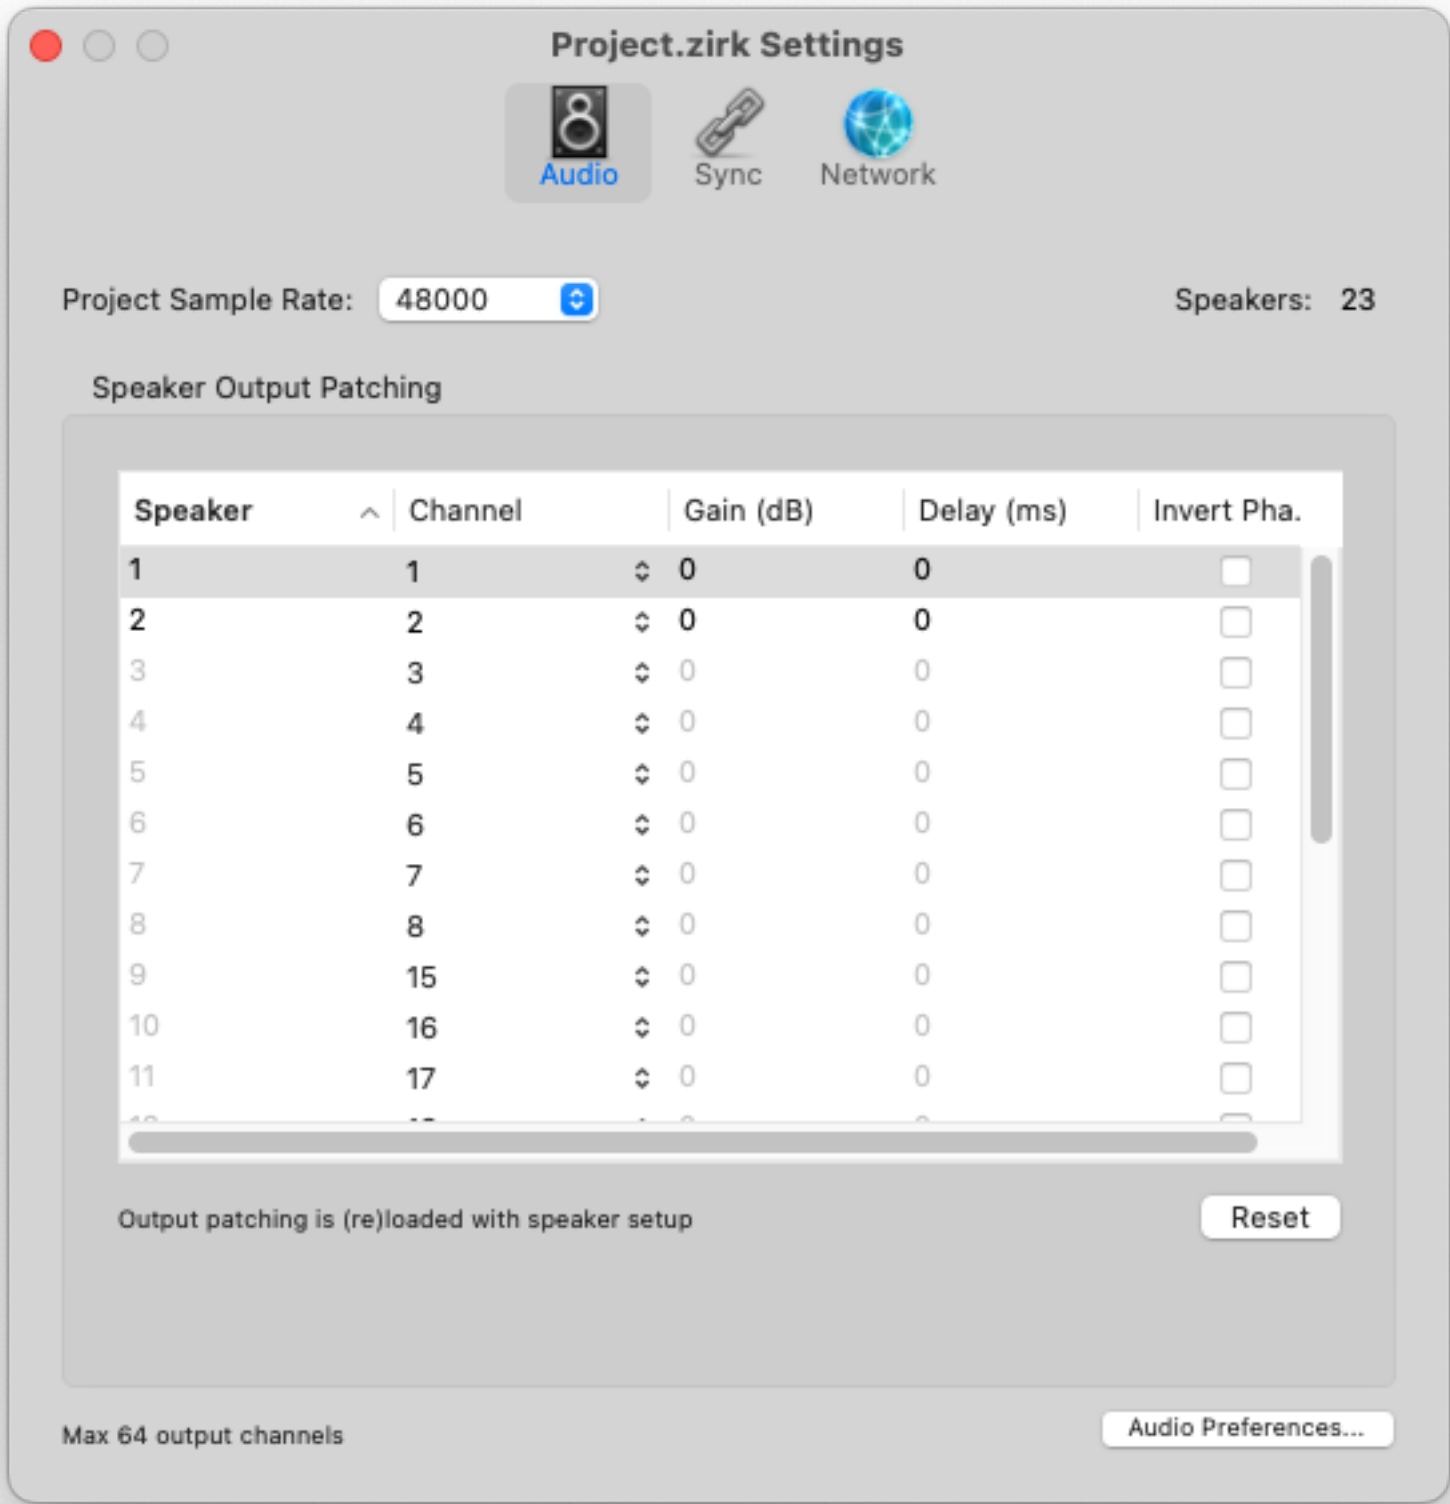 Project.zirk Settings
Audio Sync Network
Project Sample Rate: 48000 Speakers: 23
Speaker Output Patching
Speaker Channel Gain (dB) Delay (ms) Invert Pha.
1 1 0 0
2 2 0 0
3 3 0 0
4 4 0 0
5 5 0 0
6 6 0 0
7 7 0 0
8 8 0 0
9 15 0 0
10 16 0 0
11 17 0 0
Output patching is (re)loaded with speaker setup Reset
Max 64 output channels Audio Preferences...